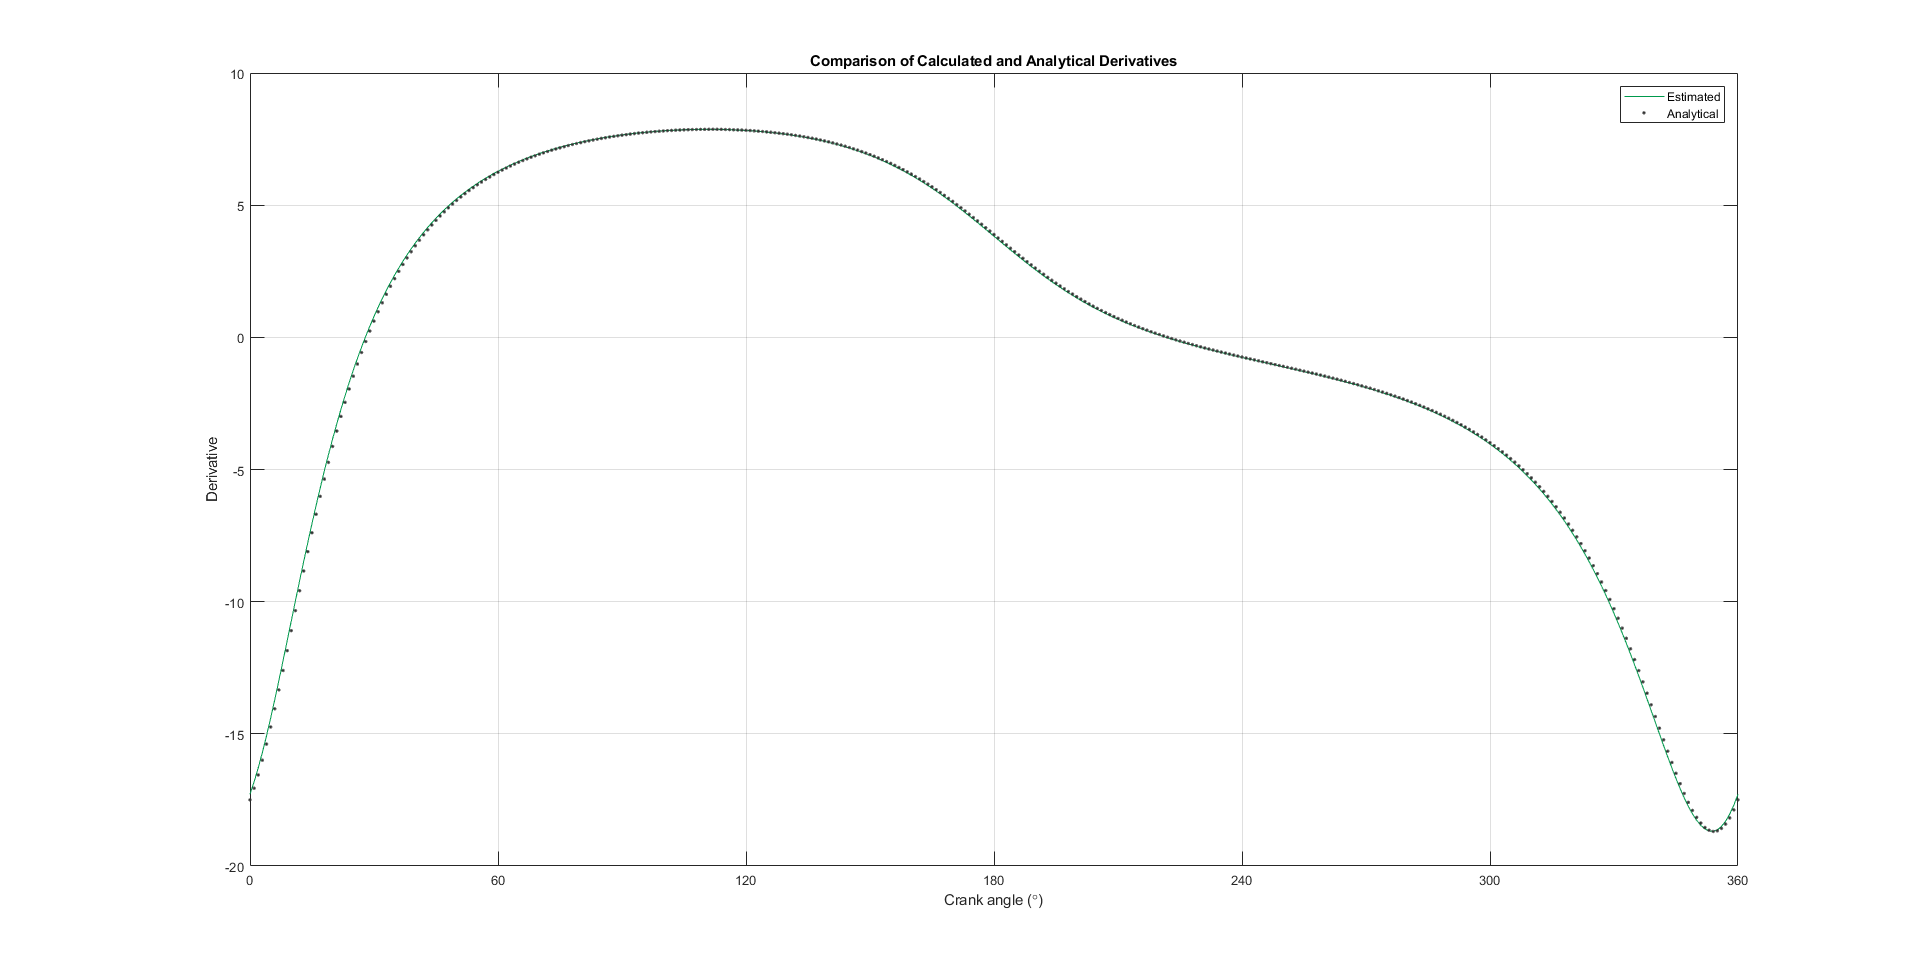 Comparison of Calculated and Analytical Derivatives
10
5
0
-5
-10
-15
-20
Derivative
Estimated
Analytical
0
60
120
180
240
300
360
Crank angle (°)